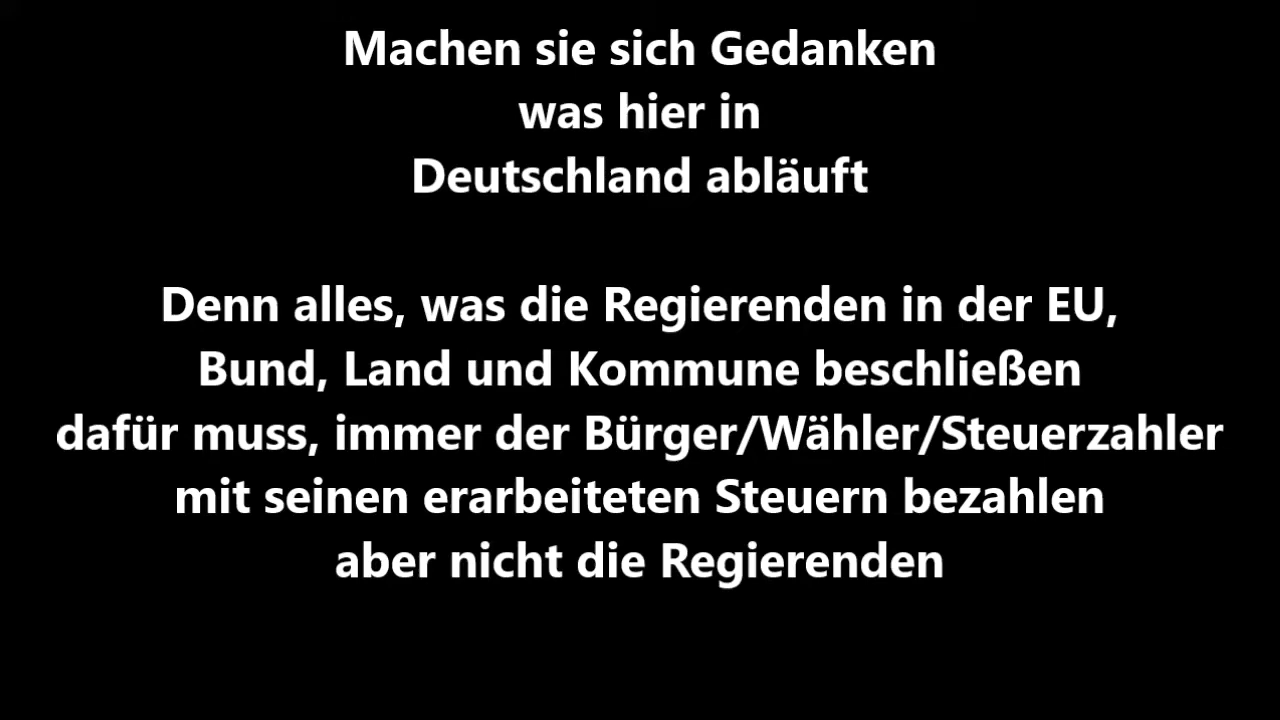 Machen sie sich Gedanken
was hier in
Deutschland abläuft
Denn alles, was die Regierenden in der EU,
Bund, Land und Kommune beschließen
dafür muss, immer der Bürger/Wähler/Steuerzahler
mit seinen erarbeiteten Steuern bezahlen
aber nicht die Regierenden